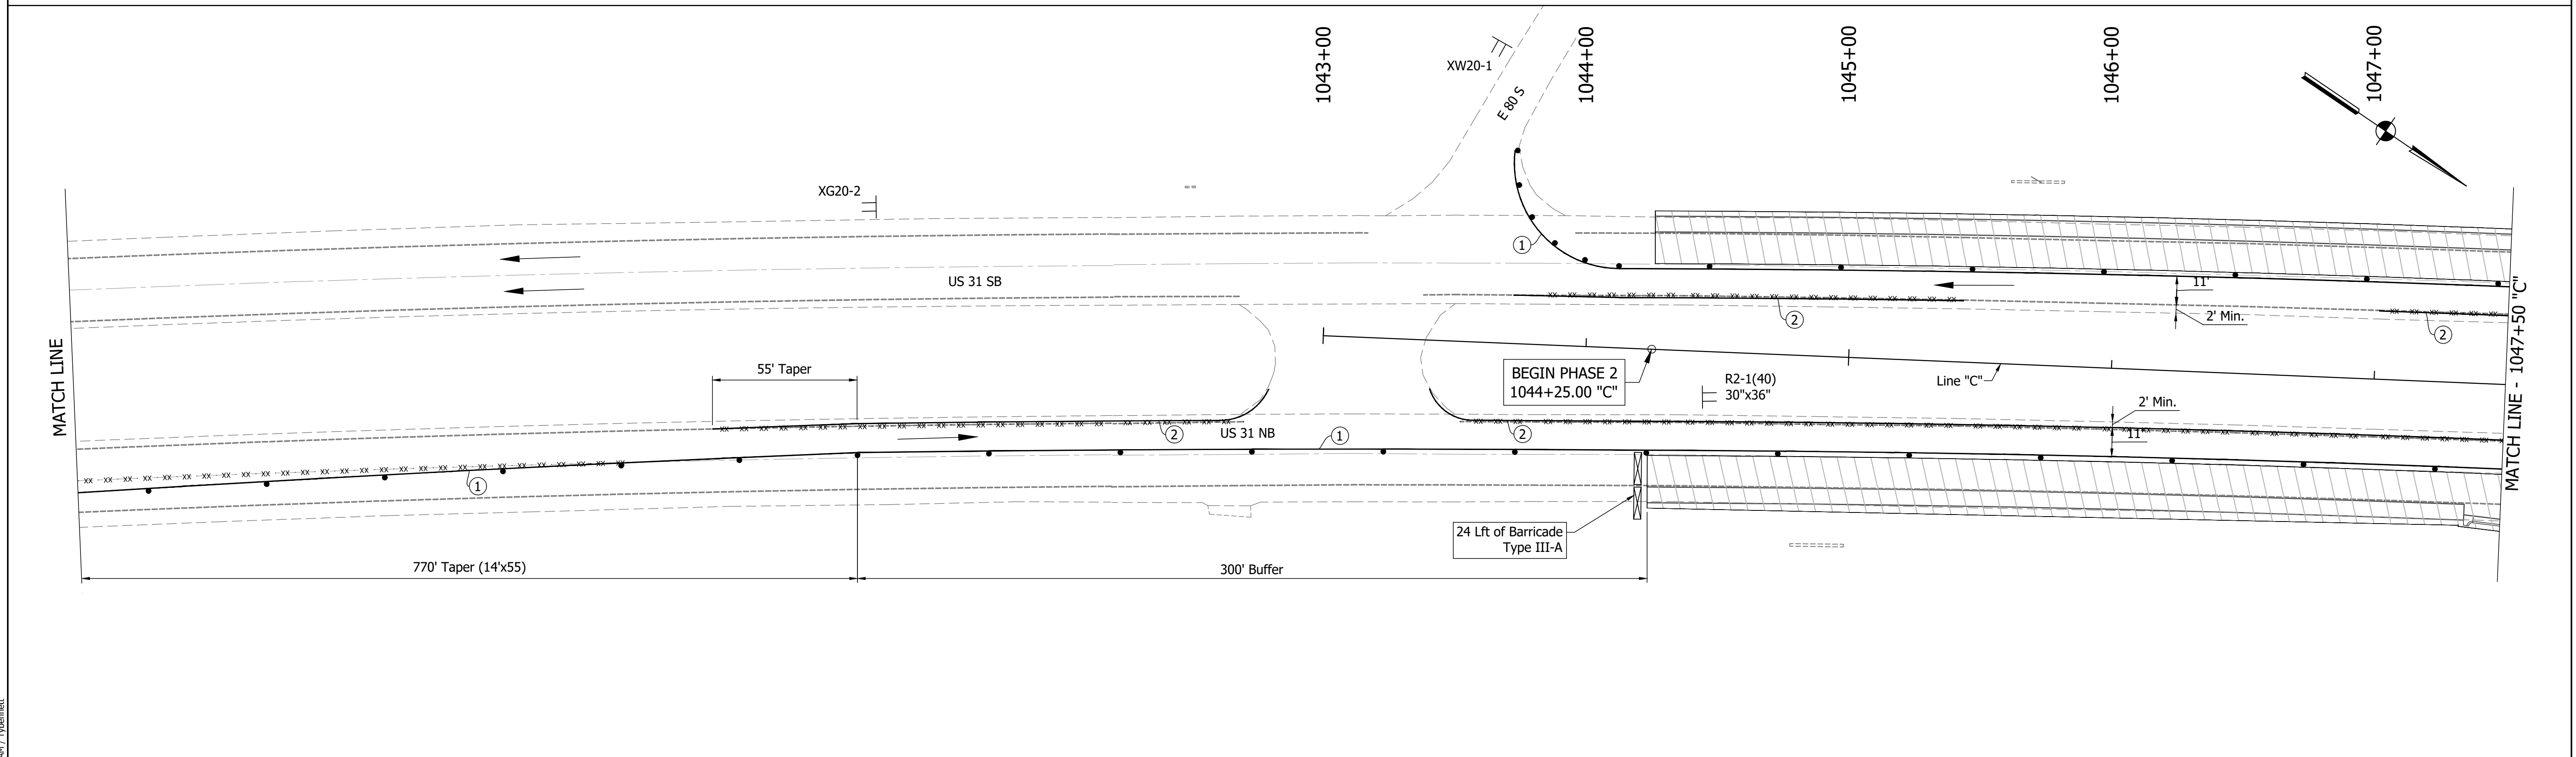 1043+00
1044+00
1045+00
1046+00
1047+00
XW20-1
E 80 S
XG20-2
1
US 31 SB
11'
2' Min.
2
2
MATCH LINE
MATCH LINE - 1047+50 "C"
55' Taper
BEGIN PHASE 2
1044+25.00 "C"
R2-1(40)
30"x36"
Line "C"
2' Min.
11'
2
US 31 NB
1
2
1
24 Lft of Barricade
Type III-A
770' Taper (14'x55)
300' Buffer